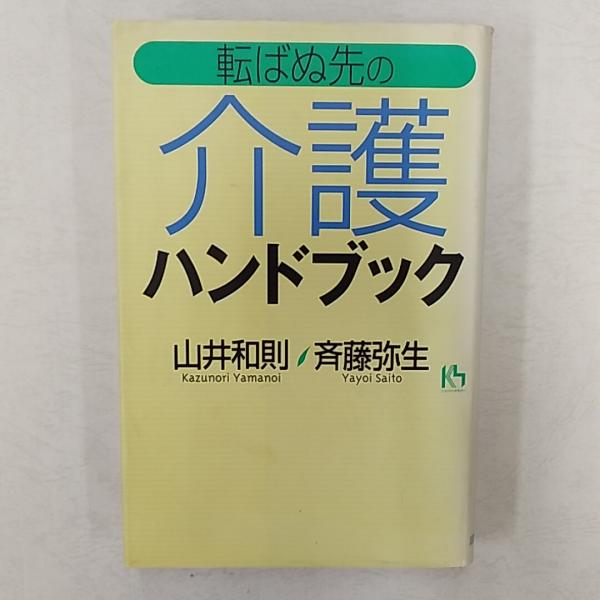 転ばぬ先の
介護
ハンドブック
山井和則／斉藤弥生
Kazunori Yamanoi Yayoi Saito
KS